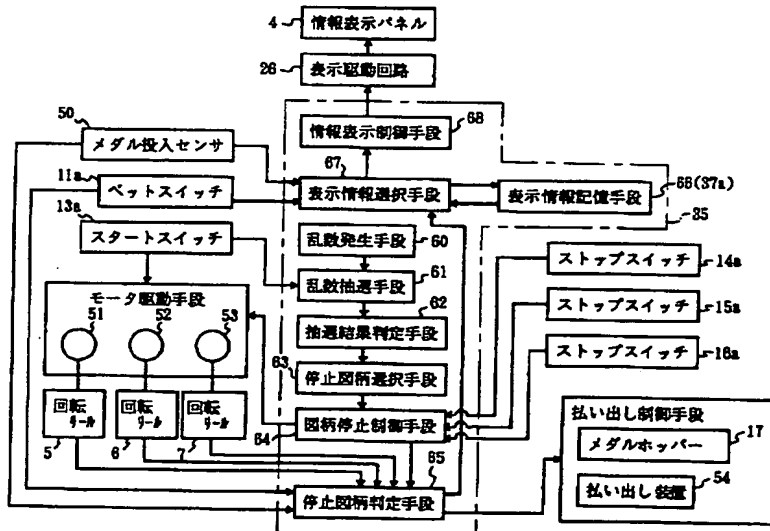 4
情報表示パネル
26
表示駆動回路
50
メダル投入センサ
68
情報表示制御手段
11a
ベットスイッチ
67
表示情報選択手段
表示情報記憶手段
66(37a)
35
13a
スタートスイッチ
乱数発生手段
60
乱数抽選手段
61
ストップスイッチ
14a
モータ駆動手段
51
52
53
62
抽選結果判定手段
ストップスイッチ
15a
63
停止図柄選択手段
ストップスイッチ
16a
回転
リール
回転
リール
回転
リール
5
6
7
64
図柄停止制御手段
払い出し制御手段
メダルホッパー
17
65
停止図柄判定手段
払い出し装置
54